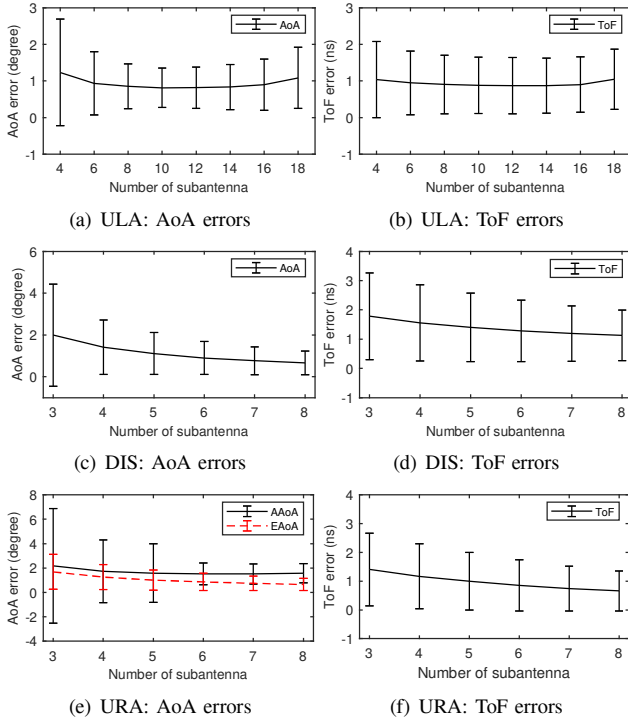 AoA
AoA error (degree)
3
2
1
0
-1
4 6 8 10 12 14 16 18
Number of subantenna
(a) ULA: AoA errors
ToF
ToF error (ns)
3
2
1
0
-1
4 6 8 10 12 14 16 18
Number of subantenna
(b) ULA: ToF errors
AoA
AoA error (degree)
6
4
2
0
3 4 5 6 7 8
Number of subantenna
(c) DIS: AoA errors
ToF
ToF error (ns)
4
3
2
1
0
-1
3 4 5 6 7 8
Number of subantenna
(d) DIS: ToF errors
AAoA
EAoA
AoA error (degree)
8
6
4
2
0
-2
-4
3 4 5 6 7 8
Number of subantenna
(e) URA: AoA errors
ToF
ToF error (ns)
4
3
2
1
0
-1
3 4 5 6 7 8
Number of subantenna
(f) URA: ToF errors